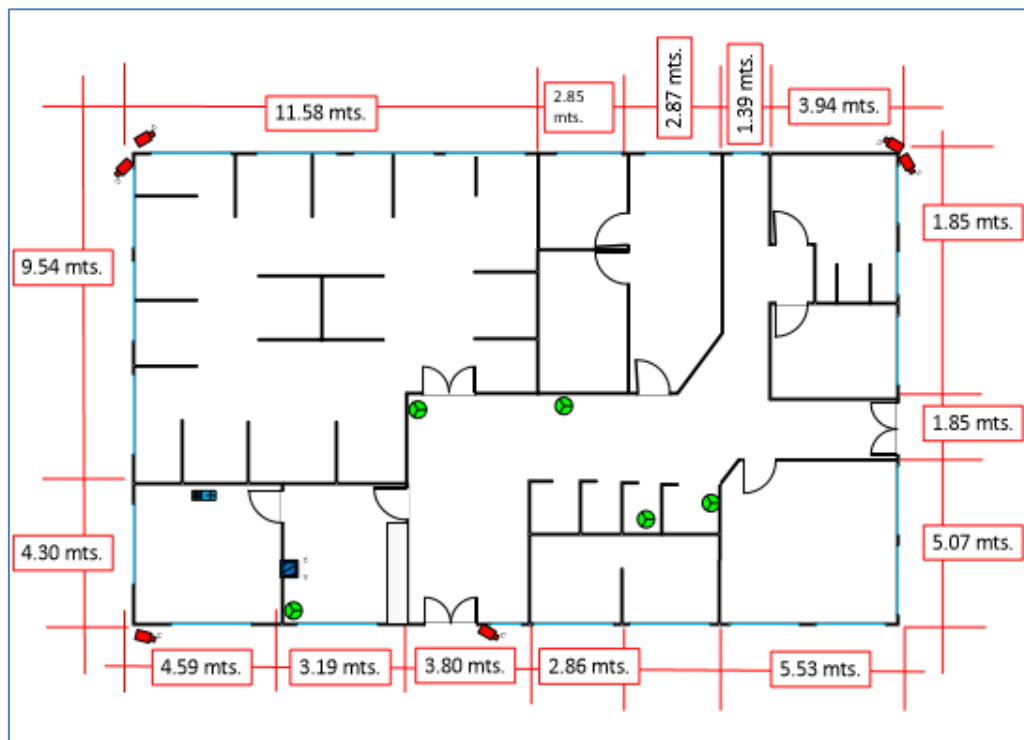 11.58 mts.
2.85
mts.
2.87 mts.
1.39 mts.
3.94 mts.
9.54 mts.
1.85 mts.
1.85 mts.
4.30 mts.
5.07 mts.
4.59 mts.
3.19 mts.
3.80 mts.
2.86 mts.
5.53 mts.